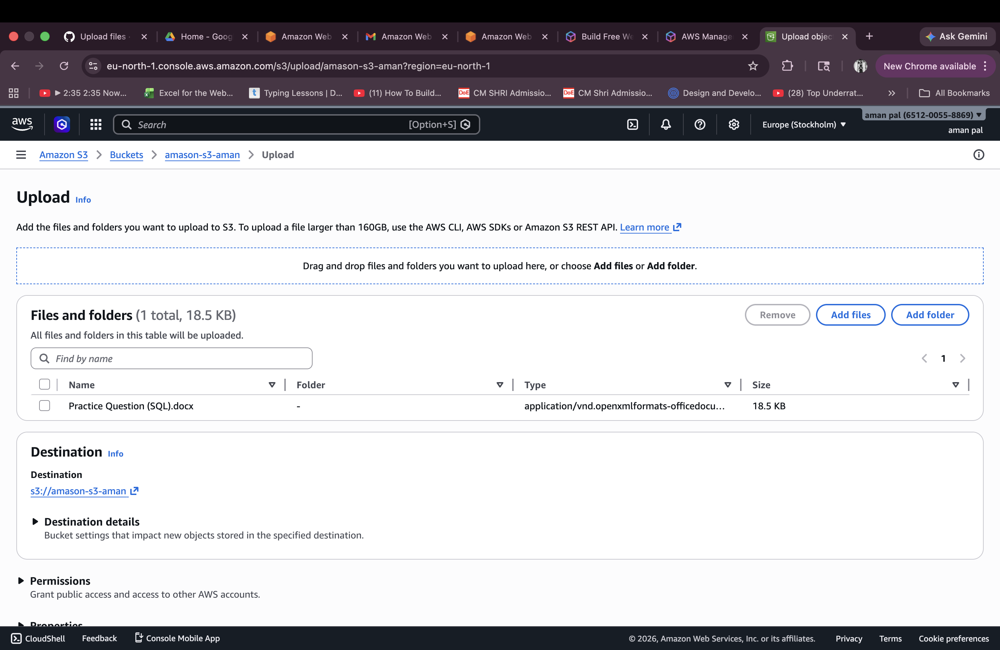 Upload files ·
Home - Goog
Amazon Web
Amazon Web
Amazon Web
Build Free We
AWS Manage
Upload objec
Ask Gemini
eu-north-1.console.aws.amazon.com/s3/upload/amason-s3-aman?region=eu-north-1
New Chrome available
▶ 2:35 2:35 Now...
Excel for the Web...
Typing Lessons | D...
(11) How To Build...
DoE CM SHRI Admissio...
DoE CM Shri Admissio...
Design and Develo...
(28) Top Underrat...
All Bookmarks
aws
Search
[Option+S]
Europe (Stockholm)
aman pal (6512-0055-8869)
aman pal
Amazon S3 > Buckets > amason-s3-aman > Upload
Upload Info
Add the files and folders you want to upload to S3. To upload a file larger than 160GB, use the AWS CLI, AWS SDKs or Amazon S3 REST API. Learn more
Drag and drop files and folders you want to upload here, or choose Add files or Add folder.
Files and folders (1 total, 18.5 KB)
Remove
Add files
Add folder
All files and folders in this table will be uploaded.
Find by name
1
Name Folder Type Size
Practice Question (SQL).docx - application/vnd.openxmlformats-officedocu... 18.5 KB
Destination Info
Destination
s3://amason-s3-aman
Destination details
Bucket settings that impact new objects stored in the specified destination.
Permissions
Grant public access and access to other AWS accounts.
Properties
CloudShell Feedback Console Mobile App
© 2026, Amazon Web Services, Inc. or its affiliates. Privacy Terms Cookie preferences